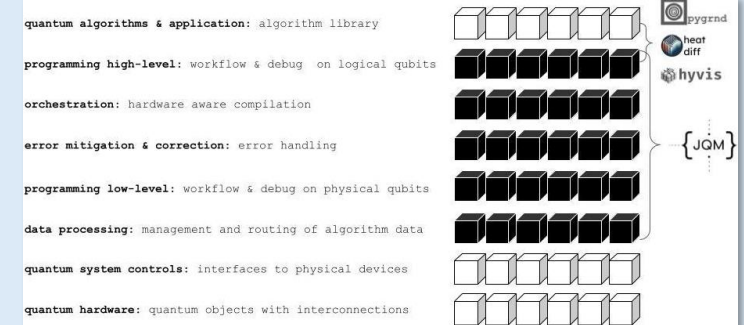 quantum algorithms & application: algorithm library
programming high-level: workflow & debug on logical qubits
orchestration: hardware aware compilation
error mitigation & correction: error handling
programming low-level: workflow & debug on physical qubits
data processing: management and routing of algorithm data
quantum system controls: interfaces to physical devices
quantum hardware: quantum objects with interconnections
pygrnd
heat
diff
hyvis
{JQM}